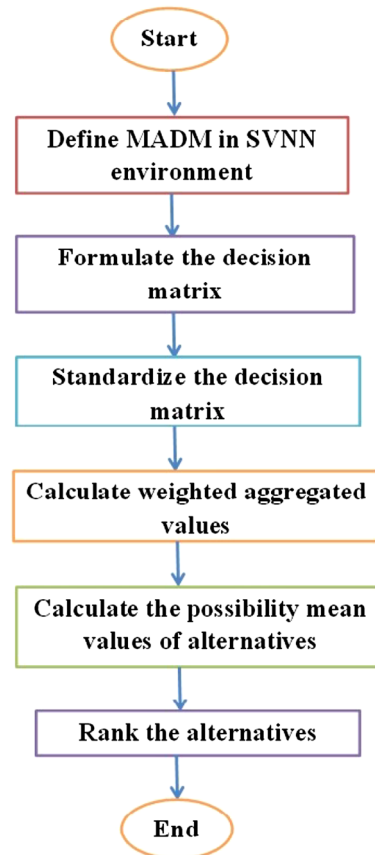 Start
Define MADM in SVNN
environment
Formulate the decision
matrix
Standardize the decision
matrix
Calculate weighted aggregated
values
Calculate the possibility mean
values of alternatives
Rank the alternatives
End